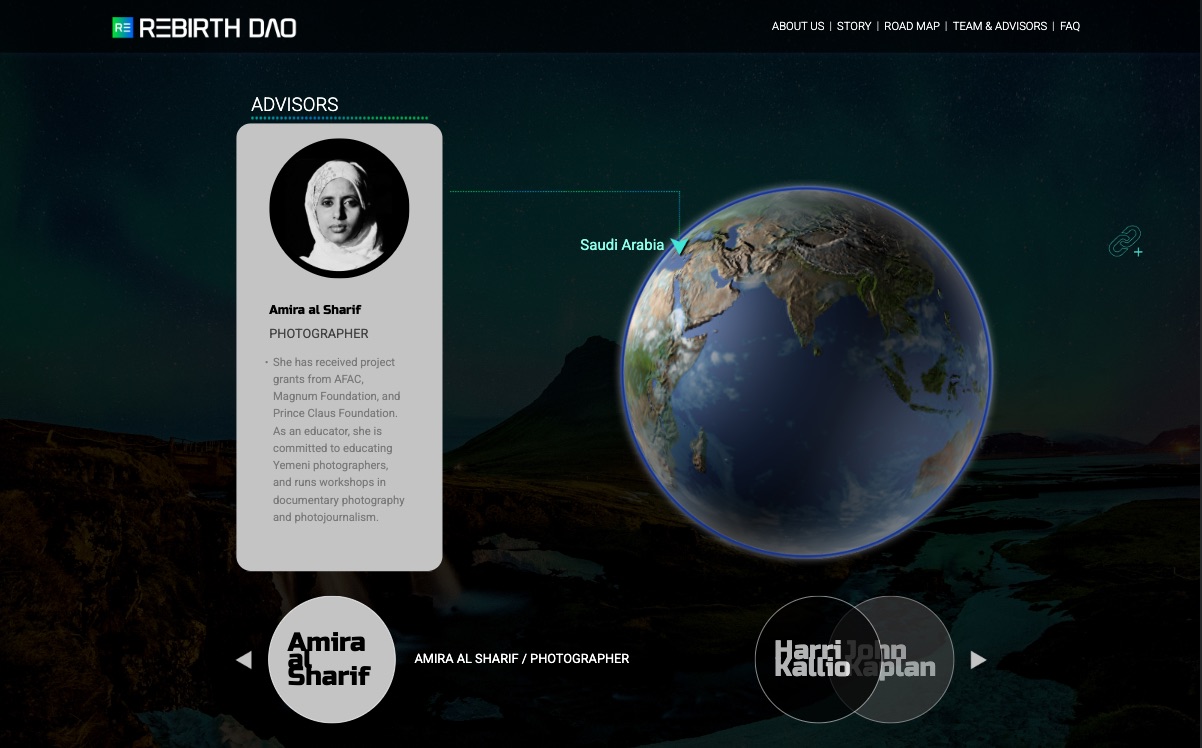 RE REBIRTH DAO
ABOUT US | STORY | ROAD MAP | TEAM & ADVISORS | FAQ
ADVISORS
Saudi Arabia
Amira al Sharif
PHOTOGRAPHER
• She has received project
grants from AFAC,
Magnum Foundation, and
Prince Claus Foundation.
As an educator, she is
committed to educating
Yemeni photographers,
and runs workshops in
documentary photography
and photojournalism.
Amira
al
Sharif
AMIRA AL SHARIF / PHOTOGRAPHER
Harri
Kallio
John
Kaplan